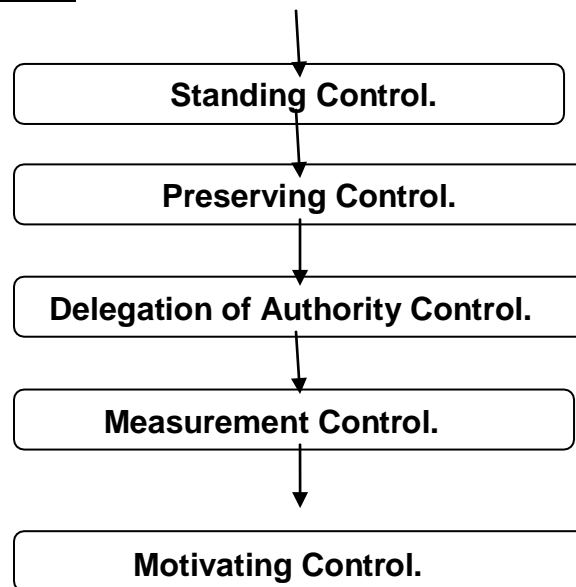 Standing Control.
Preserving Control.
Delegation of Authority Control.
Measurement Control.
Motivating Control.